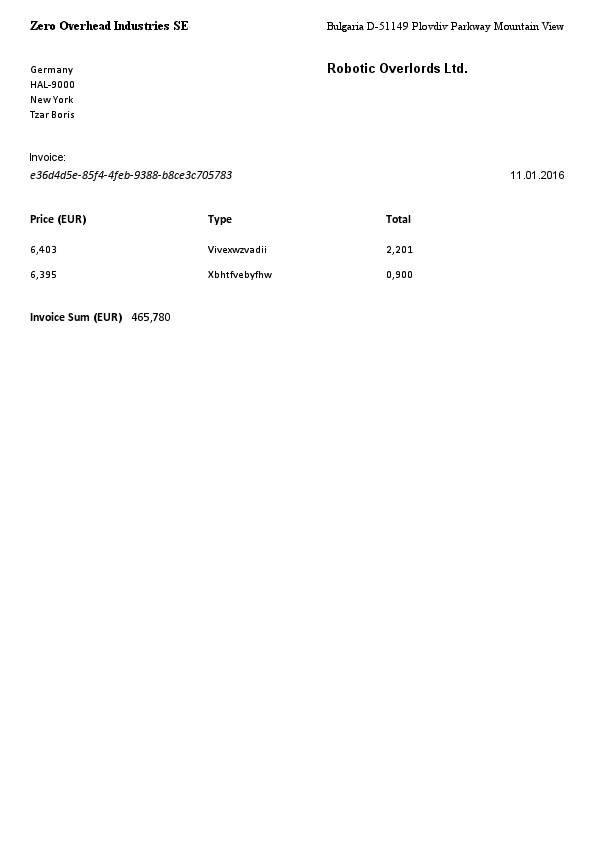 Zero Overhead Industries SE
Bulgaria D-51149 Plovdiv Parkway Mountain View
Germany
HAL-9000
New York
Tzar Boris
Robotic Overlords Ltd.
Invoice:
e36d4d5e-85f4-4feb-9388-b8ce3c705783
11.01.2016
Price (EUR) Type Total
6,403 Vivexwzvadii 2,201
6,395 Xbhtfvebyfhw 0,900
Invoice Sum (EUR) 465,780